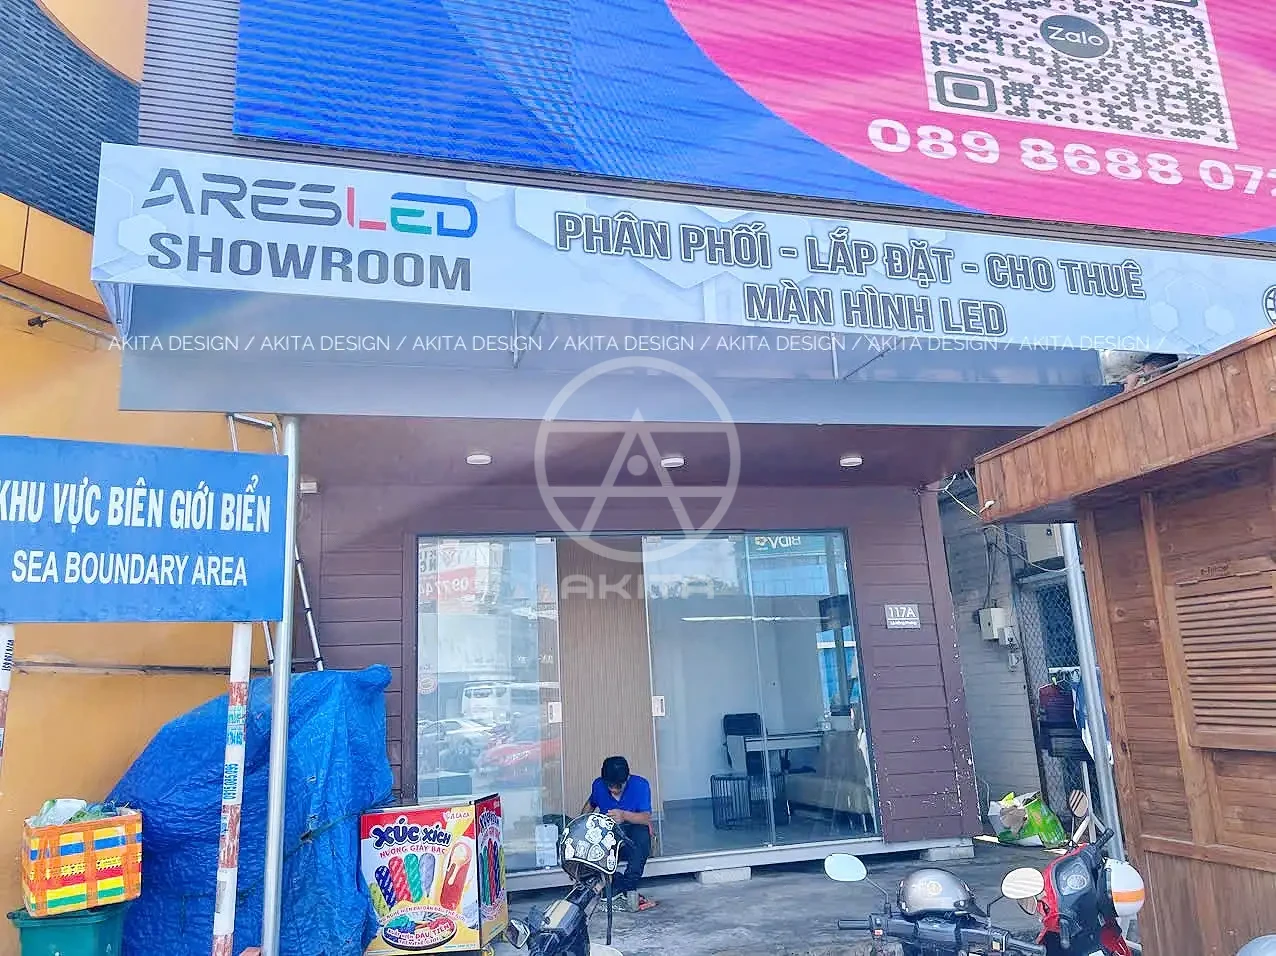 Zalo
089 8688 07
ARESLED
SHOWROOM
PHÂN PHỐI - LẮP ĐẶT - CHO THUÊ
MÀN HÌNH LED
AKITA DESIGN / AKITA DESIGN / AKITA DESIGN / AKITA DESIGN / AKITA DESIGN / AKITA DESIGN / AKITA DESIGN /
KHU VỰC BIÊN GIỚI BIỂN
SEA BOUNDARY AREA
BIDV
0977
AKITA
117A
XÚC XÍCH
NƯỚNG GIẤY BẠC